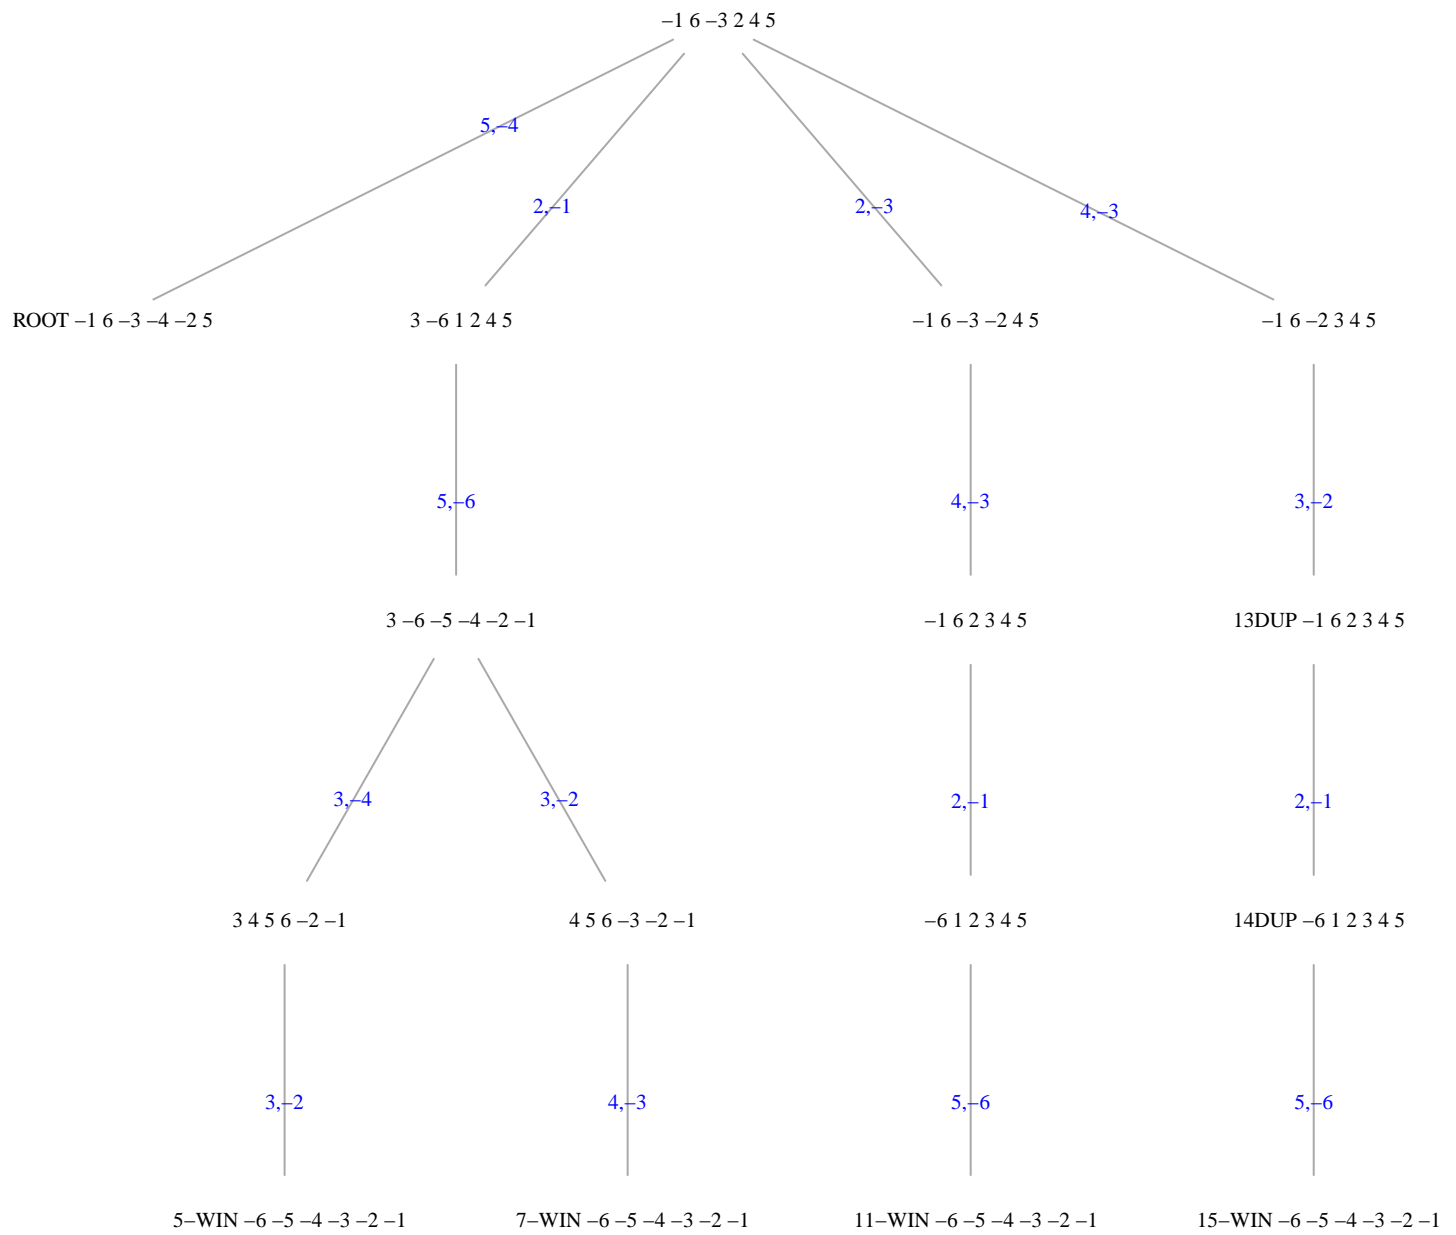 –1 6 –3 2 4 5
5,–4
2,–1
2,–3
4,–3
ROOT –1 6 –3 –4 –2 5
3 –6 1 2 4 5
–1 6 –3 –2 4 5
–1 6 –2 3 4 5
5,–6
4,–3
3,–2
3 –6 –5 –4 –2 –1
–1 6 2 3 4 5
13DUP –1 6 2 3 4 5
3,–4
3,–2
2,–1
2,–1
3 4 5 6 –2 –1
4 5 6 –3 –2 –1
–6 1 2 3 4 5
14DUP –6 1 2 3 4 5
3,–2
4,–3
5,–6
5,–6
5–WIN –6 –5 –4 –3 –2 –1
7–WIN –6 –5 –4 –3 –2 –1
11–WIN –6 –5 –4 –3 –2 –1
15–WIN –6 –5 –4 –3 –2 –1